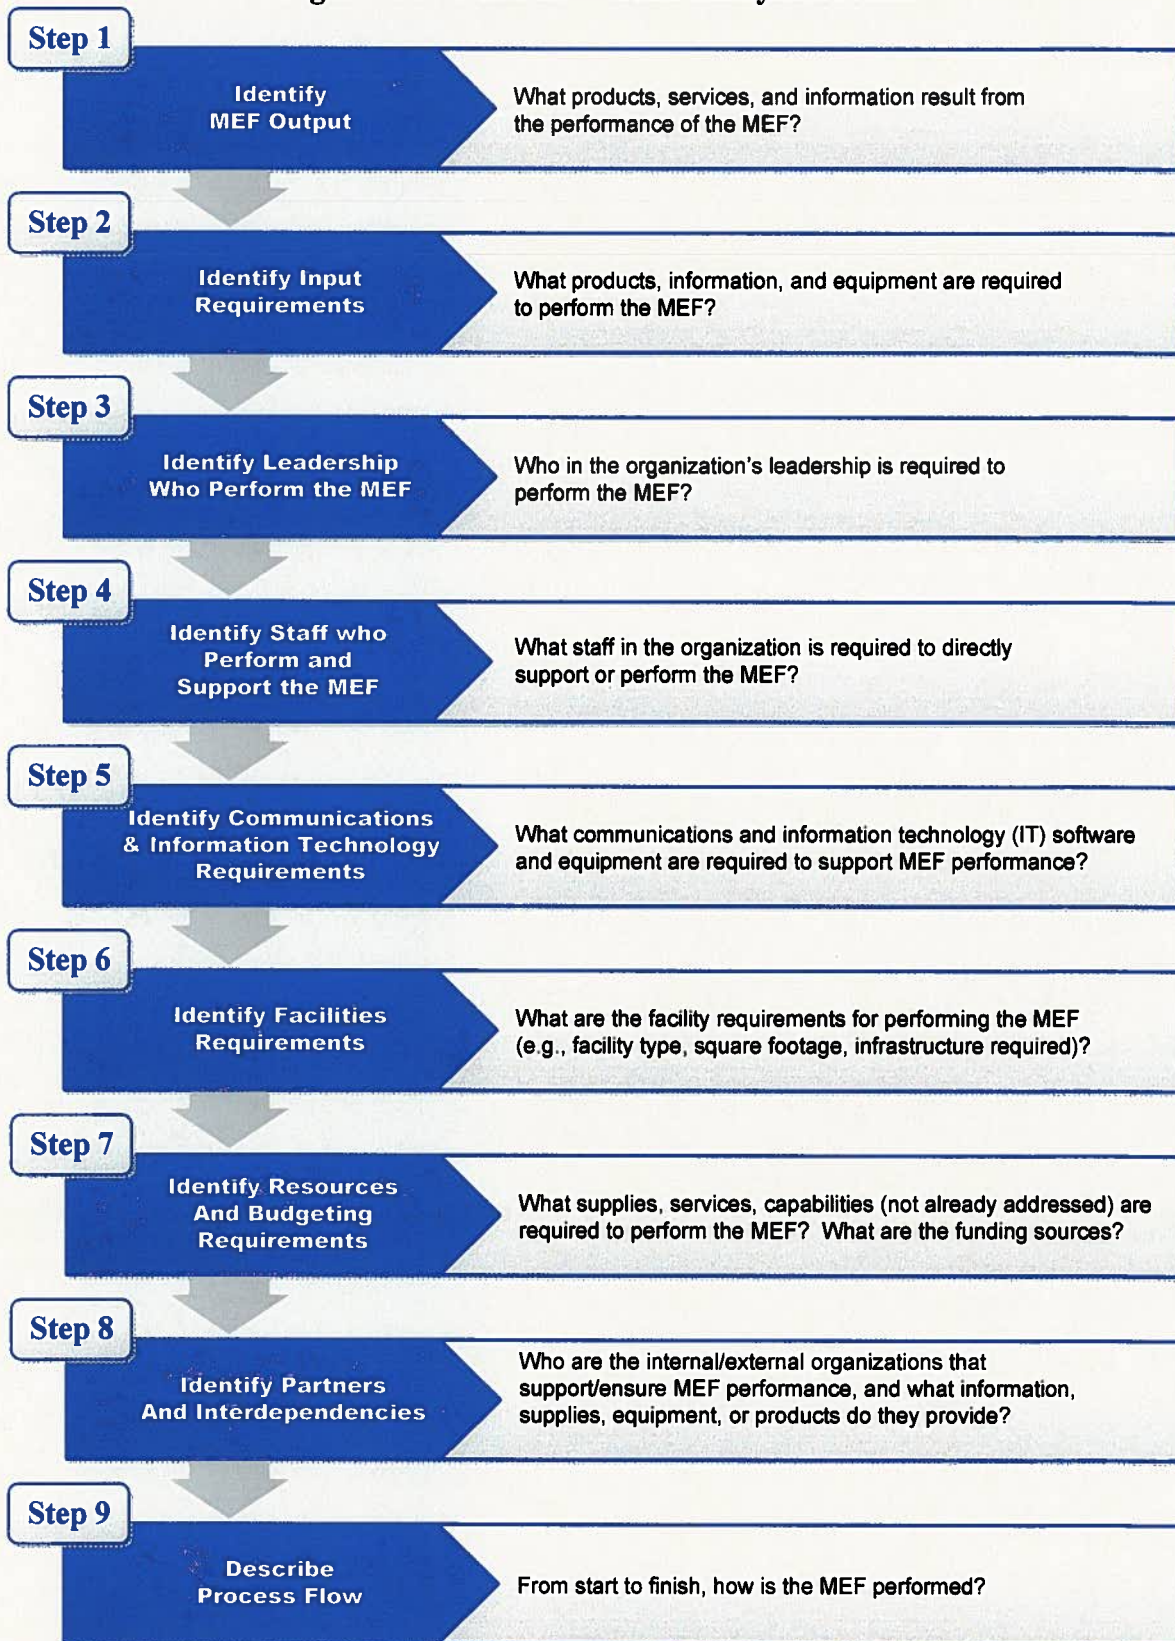 Step 1
Identify
MEF Output
What products, services, and information result from
the performance of the MEF?
Step 2
Identify Input
Requirements
What products, information, and equipment are required
to perform the MEF?
Step 3
Identify Leadership
Who Perform the MEF
Who in the organization's leadership is required to
perform the MEF?
Step 4
Identify Staff who
Perform and
Support the MEF
What staff in the organization is required to directly
support or perform the MEF?
Step 5
Identify Communications
& Information Technology
Requirements
What communications and information technology (IT) software
and equipment are required to support MEF performance?
Step 6
Identify Facilities
Requirements
What are the facility requirements for performing the MEF
(e.g., facility type, square footage, infrastructure required)?
Step 7
Identify Resources
And Budgeting
Requirements
What supplies, services, capabilities (not already addressed) are
required to perform the MEF? What are the funding sources?
Step 8
Identify Partners
And Interdependencies
Who are the internal/external organizations that
support/ensure MEF performance, and what information,
supplies, equipment, or products do they provide?
Step 9
Describe
Process Flow
From start to finish, how is the MEF performed?